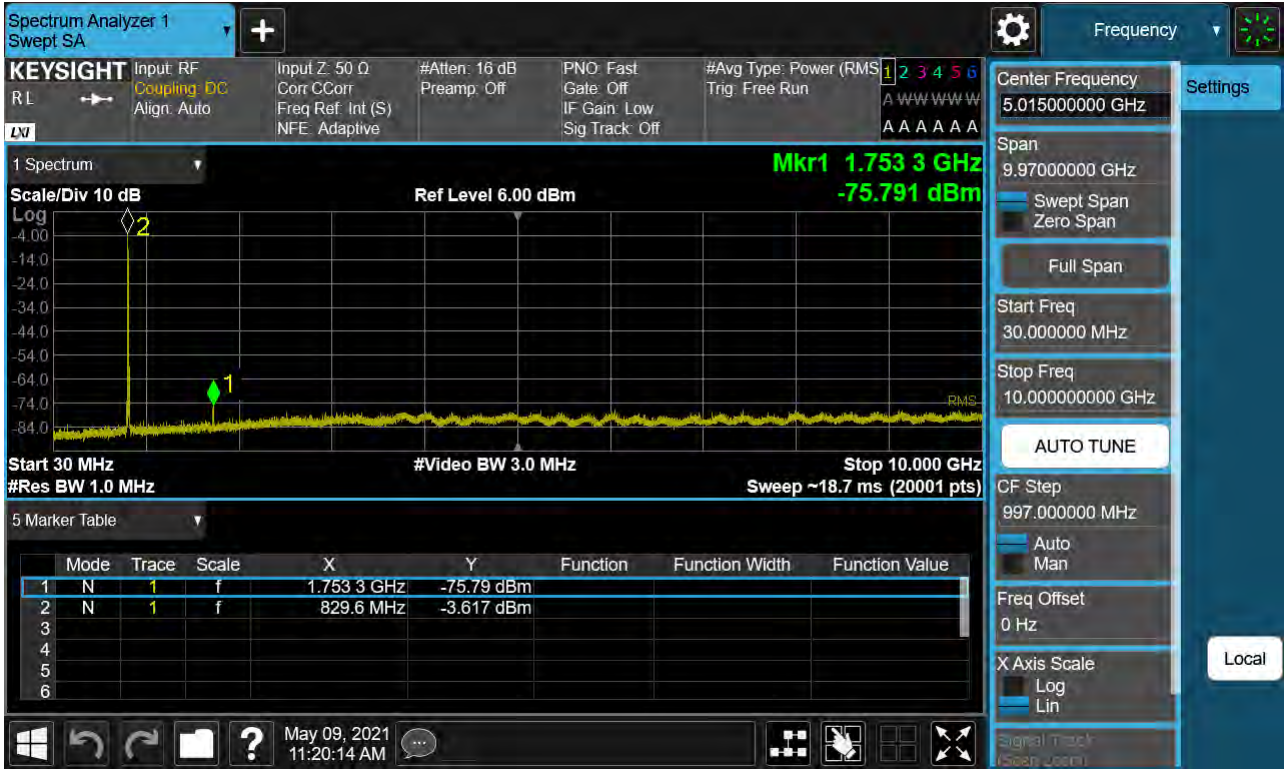 Spectrum Analyzer 1
Swept SA
Frequency
KEYSIGHT
RL
LXI
Input: RF
Coupling: DC
Align: Auto
Input Z: 50 Ω
Corr CCorr
Freq Ref: Int (S)
NFE: Adaptive
#Atten: 16 dB
Preamp: Off
PNO: Fast
Gate: Off
IF Gain: Low
Sig Track: Off
#Avg Type: Power (RMS
Trig: Free Run
1 2 3 4 5 6
A W W W W W
A A A A A A
1 Spectrum
Mkr1 1.753 3 GHz
-75.791 dBm
Scale/Div 10 dB
Ref Level 6.00 dBm
Log
-4.00
-14.0
-24.0
-34.0
-44.0
-54.0
-64.0
-74.0
-84.0
2
1
RMS
Start 30 MHz
#Video BW 3.0 MHz
Stop 10.000 GHz
#Res BW 1.0 MHz
Sweep ~18.7 ms (20001 pts)
5 Marker Table
Mode Trace Scale X Y Function Function Width Function Value
1 N 1 f 1.753 3 GHz -75.79 dBm
2 N 1 f 829.6 MHz -3.617 dBm
3
4
5
6
?
May 09, 2021
11:20:14 AM
Center Frequency
5.015000000 GHz
Settings
Span
9.97000000 GHz
Swept Span
Zero Span
Full Span
Start Freq
30.000000 MHz
Stop Freq
10.000000000 GHz
AUTO TUNE
CF Step
997.000000 MHz
Auto
Man
Freq Offset
0 Hz
X Axis Scale
Log
Lin
Local
Signal Track
(Span Zoom)